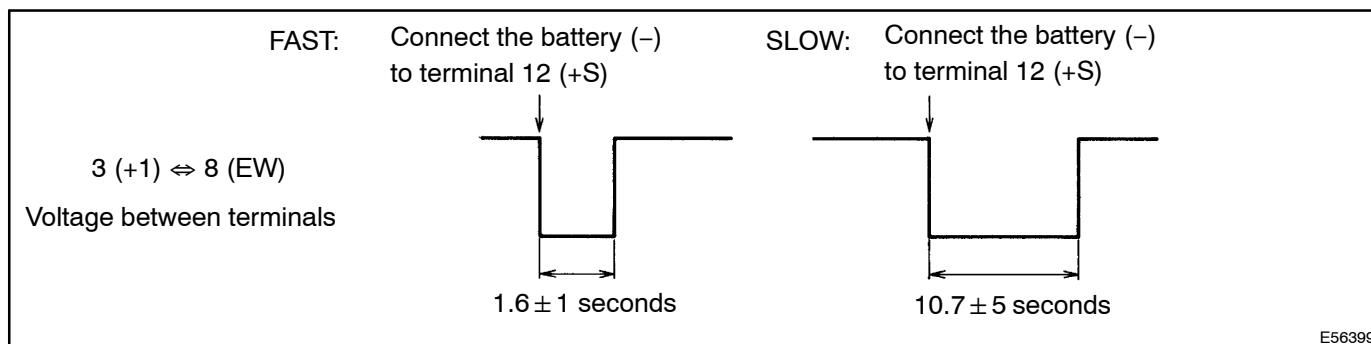 FAST:
Connect the battery (−)
to terminal 12 (+S)
SLOW:
Connect the battery (−)
to terminal 12 (+S)
3 (+1) ⇔ 8 (EW)
Voltage between terminals
1.6 ± 1 seconds
10.7 ± 5 seconds
E56399